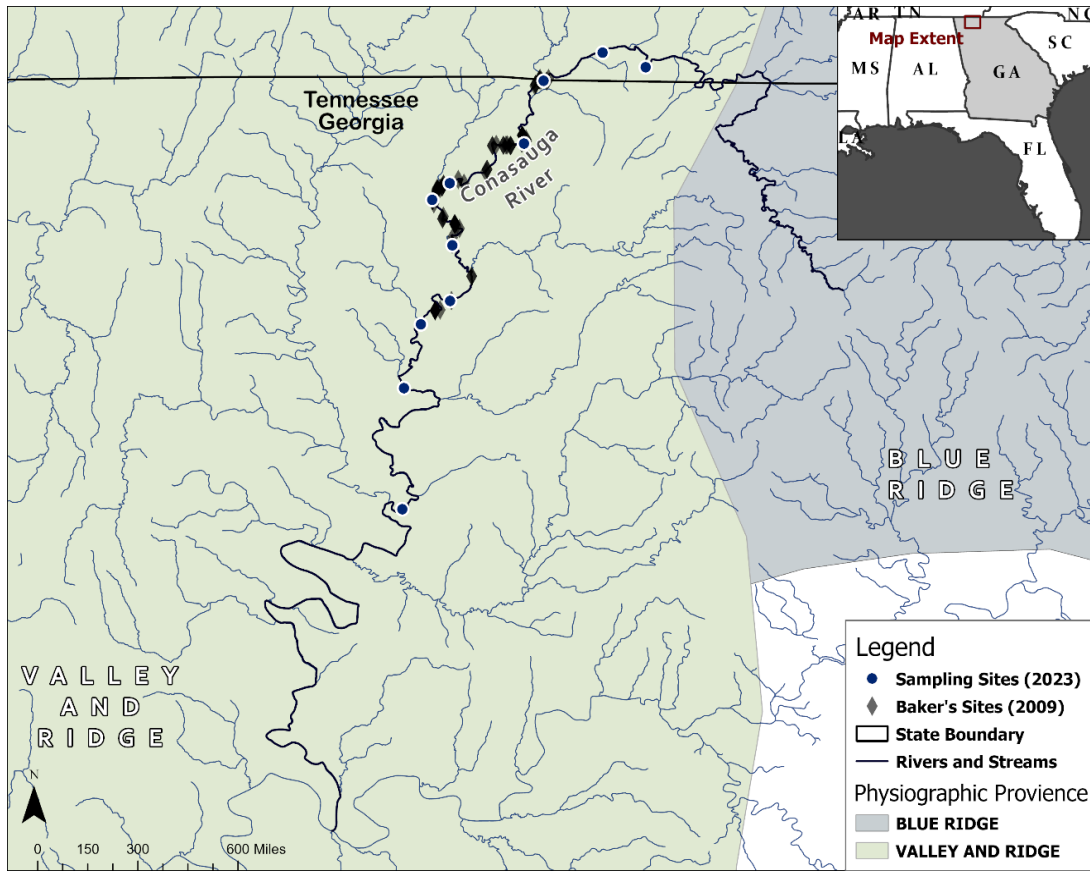 AR
TN
NC
Map Extent
SC
MS
AL
GA
LA
FL
Tennessee
Georgia
Conasauga
River
BLUE
RIDGE
VALLEY
AND
RIDGE
N
0 150 300 600 Miles
Legend
Sampling Sites (2023)
Baker's Sites (2009)
State Boundary
Rivers and Streams
Physiographic Provience
BLUE RIDGE
VALLEY AND RIDGE